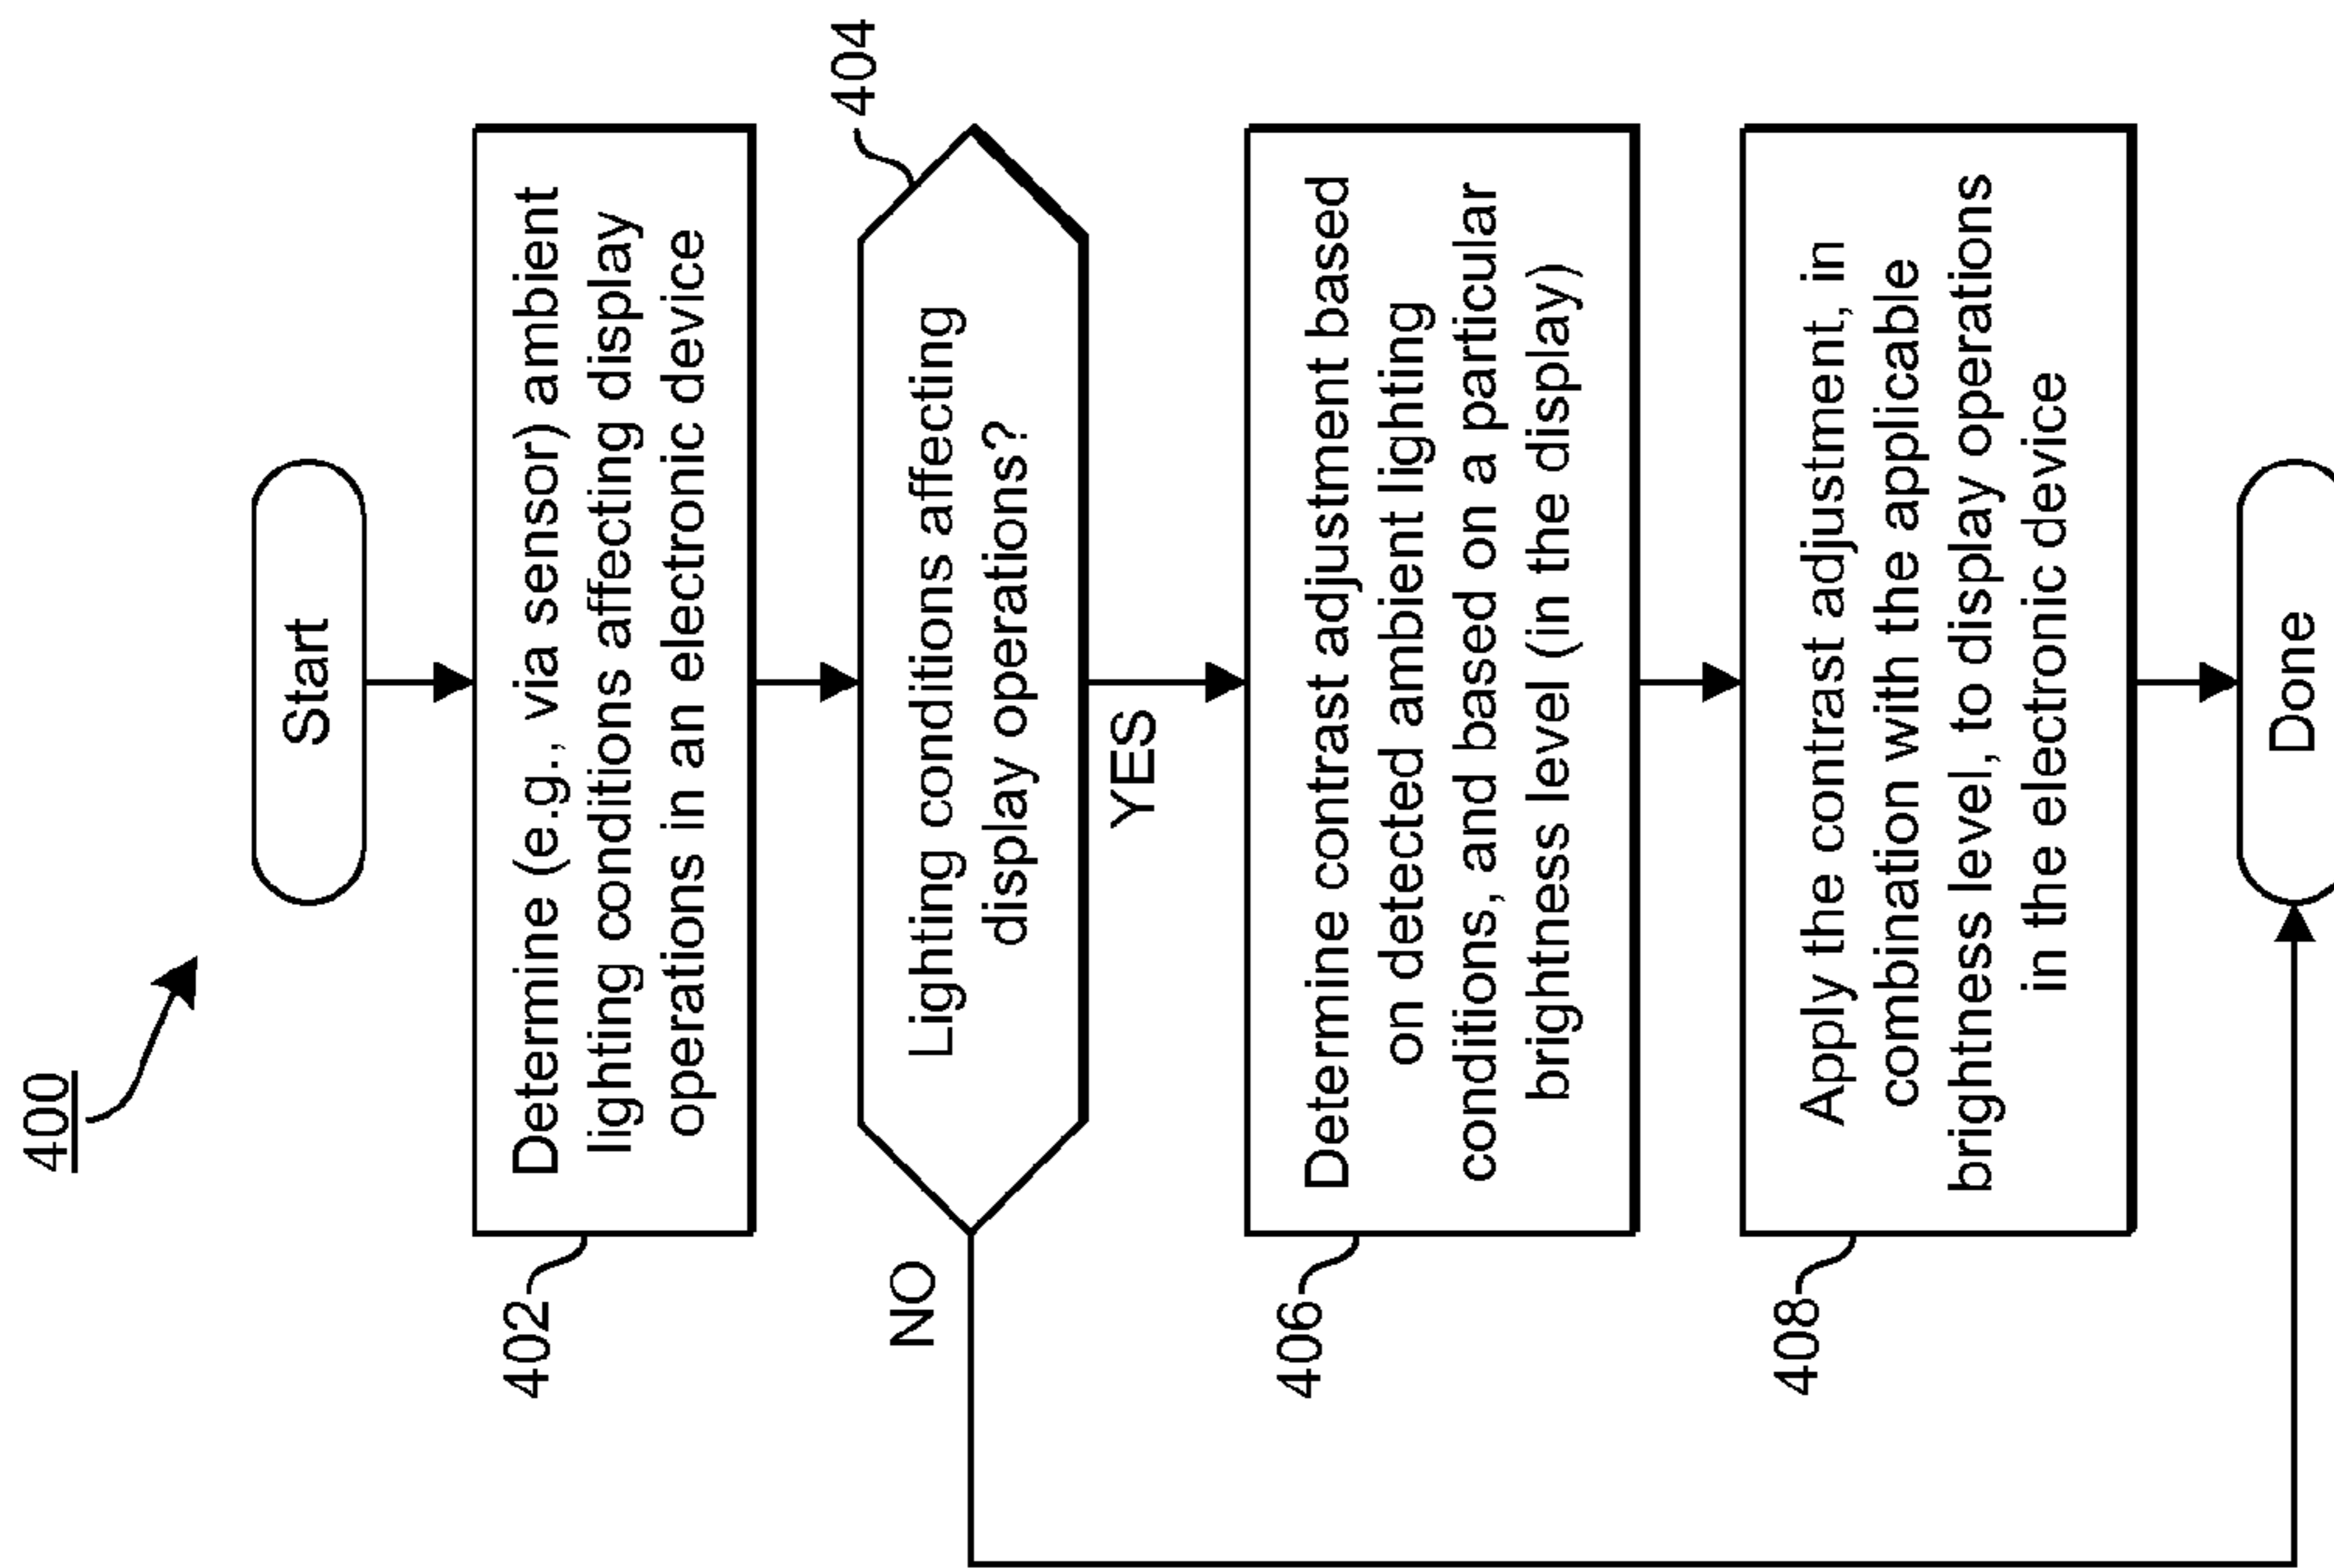 400
Start
402
Determine (e.g., via sensor) ambient
lighting conditions affecting display
operations in an electronic device
404
Lighting conditions affecting
display operations?
NO
YES
406
Determine contrast adjustment based
on detected ambient lighting
conditions, and based on a particular
brightness level (in the display)
408
Apply the contrast adjustment, in
combination with the applicable
brightness level, to display operations
in the electronic device
Done